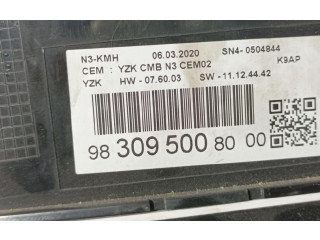 N3-KMH 06.03.2020 SN4- 0504844
CEM : YZK CMB N3 CEM02 K9AP
YZK HW - 07.60.03 SW - 11.12.44.42
98 309 500 80 00